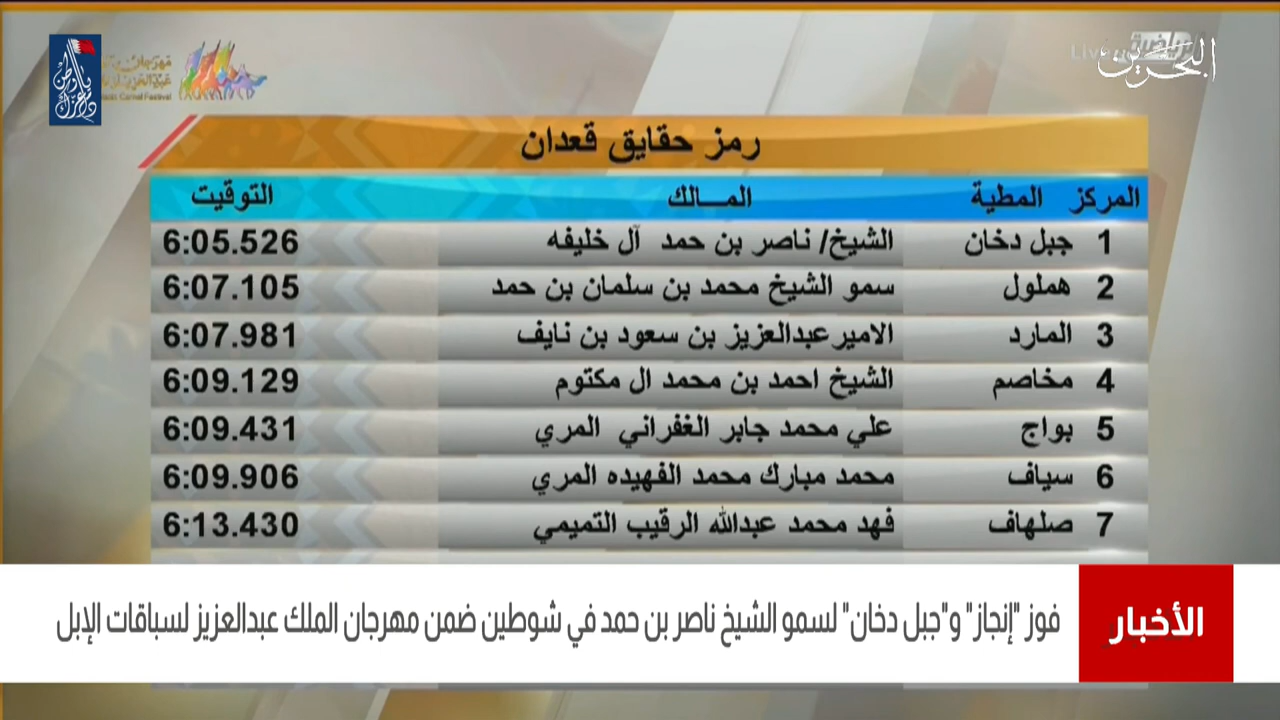 البحرين
مهرجان
Camel Festival
Live
رمز حقايق قعدان
المركز المطية المـــالك التوقيت
1 جبل دخان الشيخ/ ناصر بن حمد آل خليفه 6:05.526
2 هملول سمو الشيخ محمد بن سلمان بن حمد 6:07.105
3 المارد الاميرعبدالعزيز بن سعود بن نايف 6:07.981
4 مخاصم الشيخ احمد بن محمد ال مكتوم 6:09.129
5 بواج علي محمد جابر الغفراني المري 6:09.431
6 سياف محمد مبارك محمد الفهيده المري 6:09.906
7 صلهاف فهد محمد عبدالله الرقيب التميمي 6:13.430
الأخبار
فوز "إنجاز" و"جبل دخان" لسمو الشيخ ناصر بن حمد في شوطين ضمن مهرجان الملك عبدالعزيز لسباقات الإبل